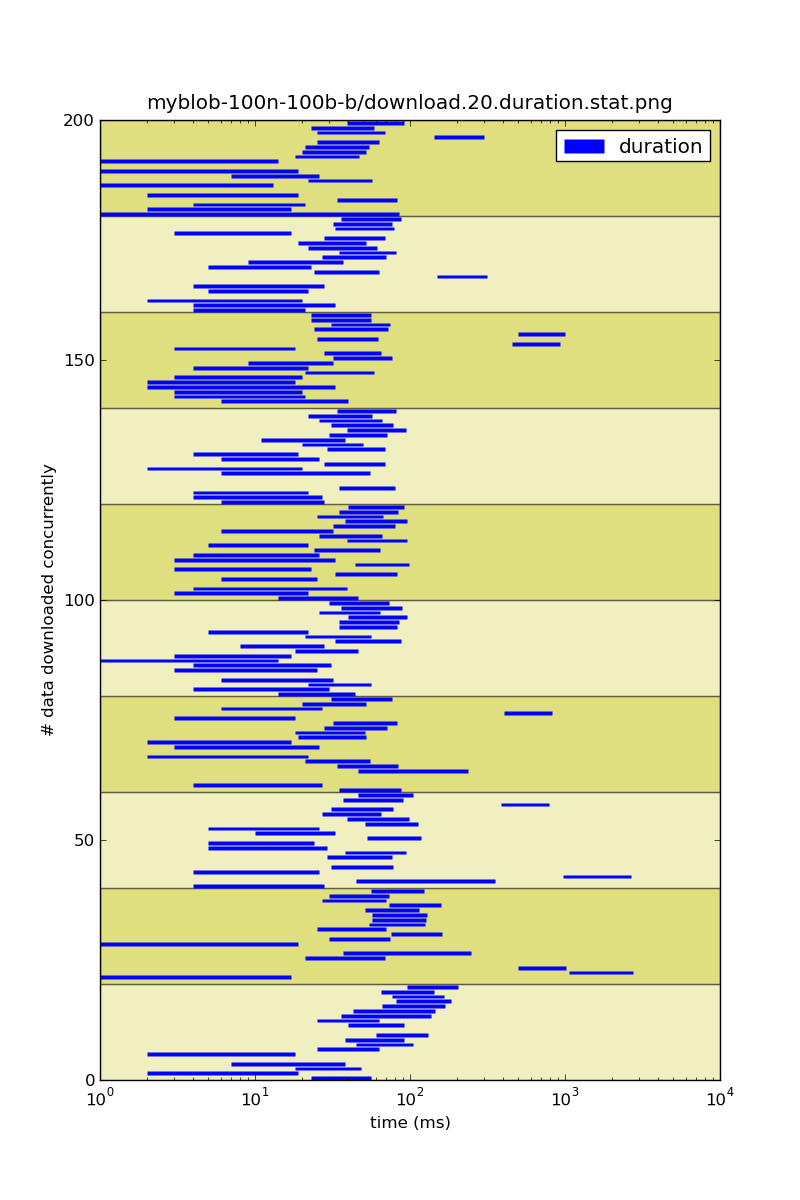 myblob-100n-100b-b/download.20.duration.stat.png
duration
200
150
100
50
0
# data downloaded concurrently
10⁰ 10¹ 10² 10³ 10⁴
time (ms)